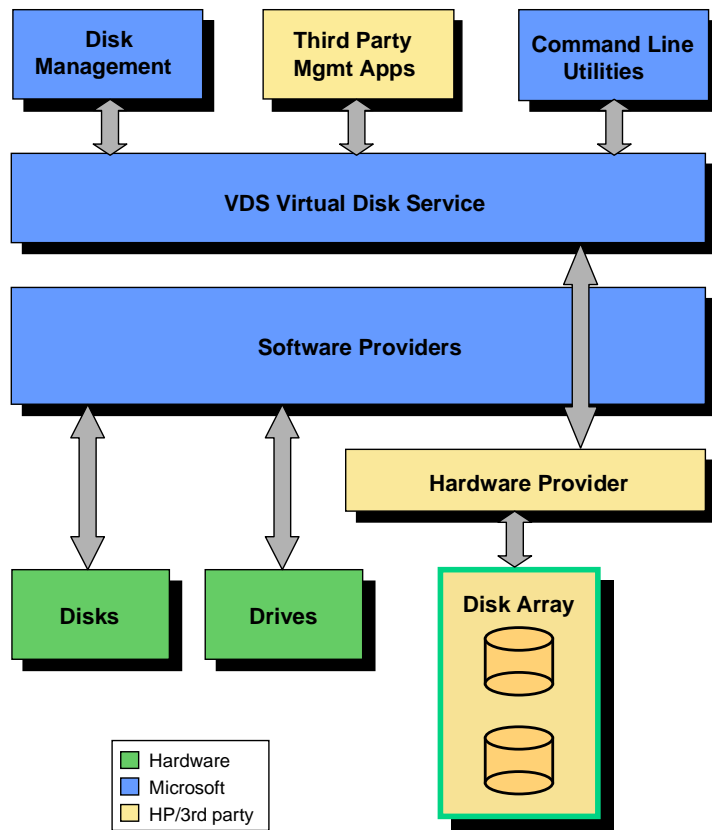 Disk
Management
Third Party
Mgmt Apps
Command Line
Utilities
VDS Virtual Disk Service
Software Providers
Hardware Provider
Disks
Drives
Disk Array
Hardware
Microsoft
HP/3rd party